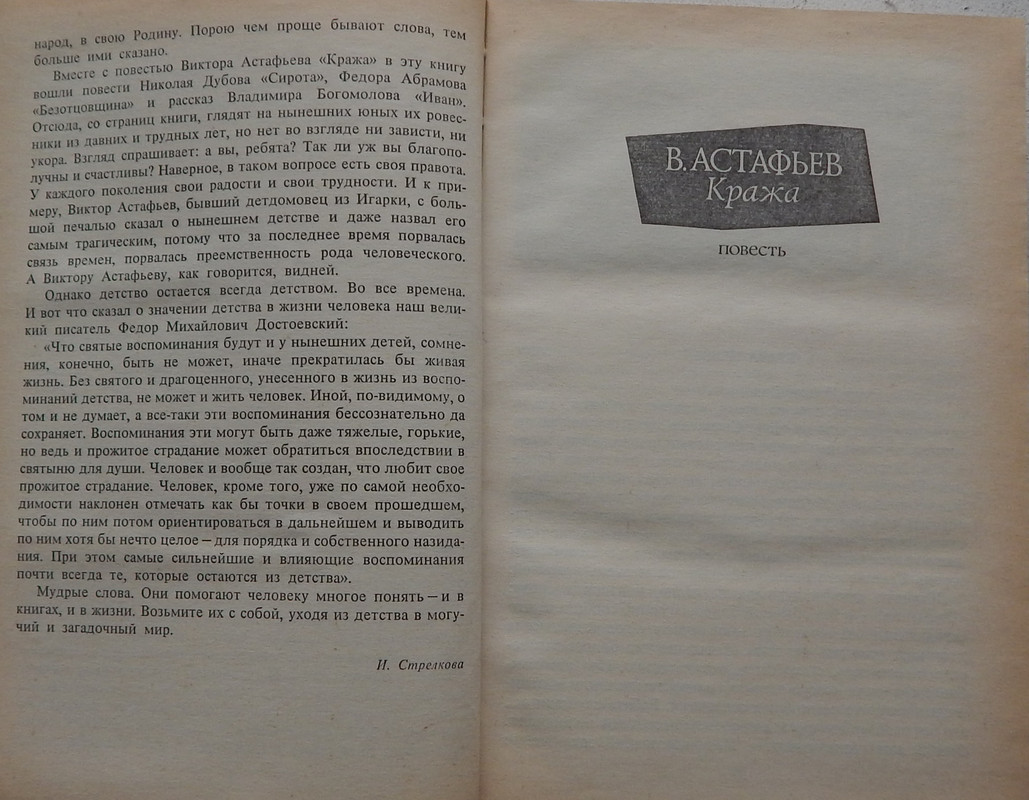 народ, в свою Родину. Порою чем проще бывают слова, тем
больше ими сказано.
Вместе с повестью Виктора Астафьева «Кража» в эту книгу
вошли повести Николая Дубова «Сирота», Федора Абрамова
«Безотцовщина» и рассказ Владимира Богомолова «Иван».
Отсюда, со страниц книги, глядят на нынешних юных их ровес-
ники из давних и трудных лет, но нет во взгляде ни зависти, ни
укора. Взгляд спрашивает: а вы, ребята? Так ли уж вы благопо-
лучны и счастливы? Наверное, в таком вопросе есть своя правота.
У каждого поколения свои радости и свои трудности. И к при-
меру, Виктор Астафьев, бывший детдомовец из Игарки, с боль-
шой печалью сказал о нынешнем детстве и даже назвал его
самым трагическим, потому что за последнее время порвалась
связь времен, порвалась преемственность рода человеческого.
А Виктору Астафьеву, как говорится, видней.
Однако детство остается всегда детством. Во все времена.
И вот что сказал о значении детства в жизни человека наш вели-
кий писатель Федор Михайлович Достоевский:
«Что святые воспоминания будут и у нынешних детей, сомне-
ния, конечно, быть не может, иначе прекратилась бы живая
жизнь. Без святого и драгоценного, унесенного в жизнь из воспо-
минаний детства, не может и жить человек. Иной, по-видимому, о
том и не думает, а все-таки эти воспоминания бессознательно да
сохраняет. Воспоминания эти могут быть даже тяжелые, горькие,
но ведь и прожитое страдание может обратиться впоследствии в
святыню для души. Человек и вообще так создан, что любит свое
прожитое страдание. Человек, кроме того, уже по самой необхо-
димости наклонен отмечать как бы точки в своем прошедшем,
чтобы по ним потом ориентироваться в дальнейшем и выводить
по ним хотя бы нечто целое – для порядка и собственного назида-
ния. При этом самые сильнейшие и влияющие воспоминания
почти всегда те, которые остаются из детства».
Мудрые слова. Они помогают человеку многое понять – и в
книгах, и в жизни. Возьмите их с собой, уходя из детства в могу-
чий и загадочный мир.
И. Стрелкова
В. АСТАФЬЕВ
Кража
повесть